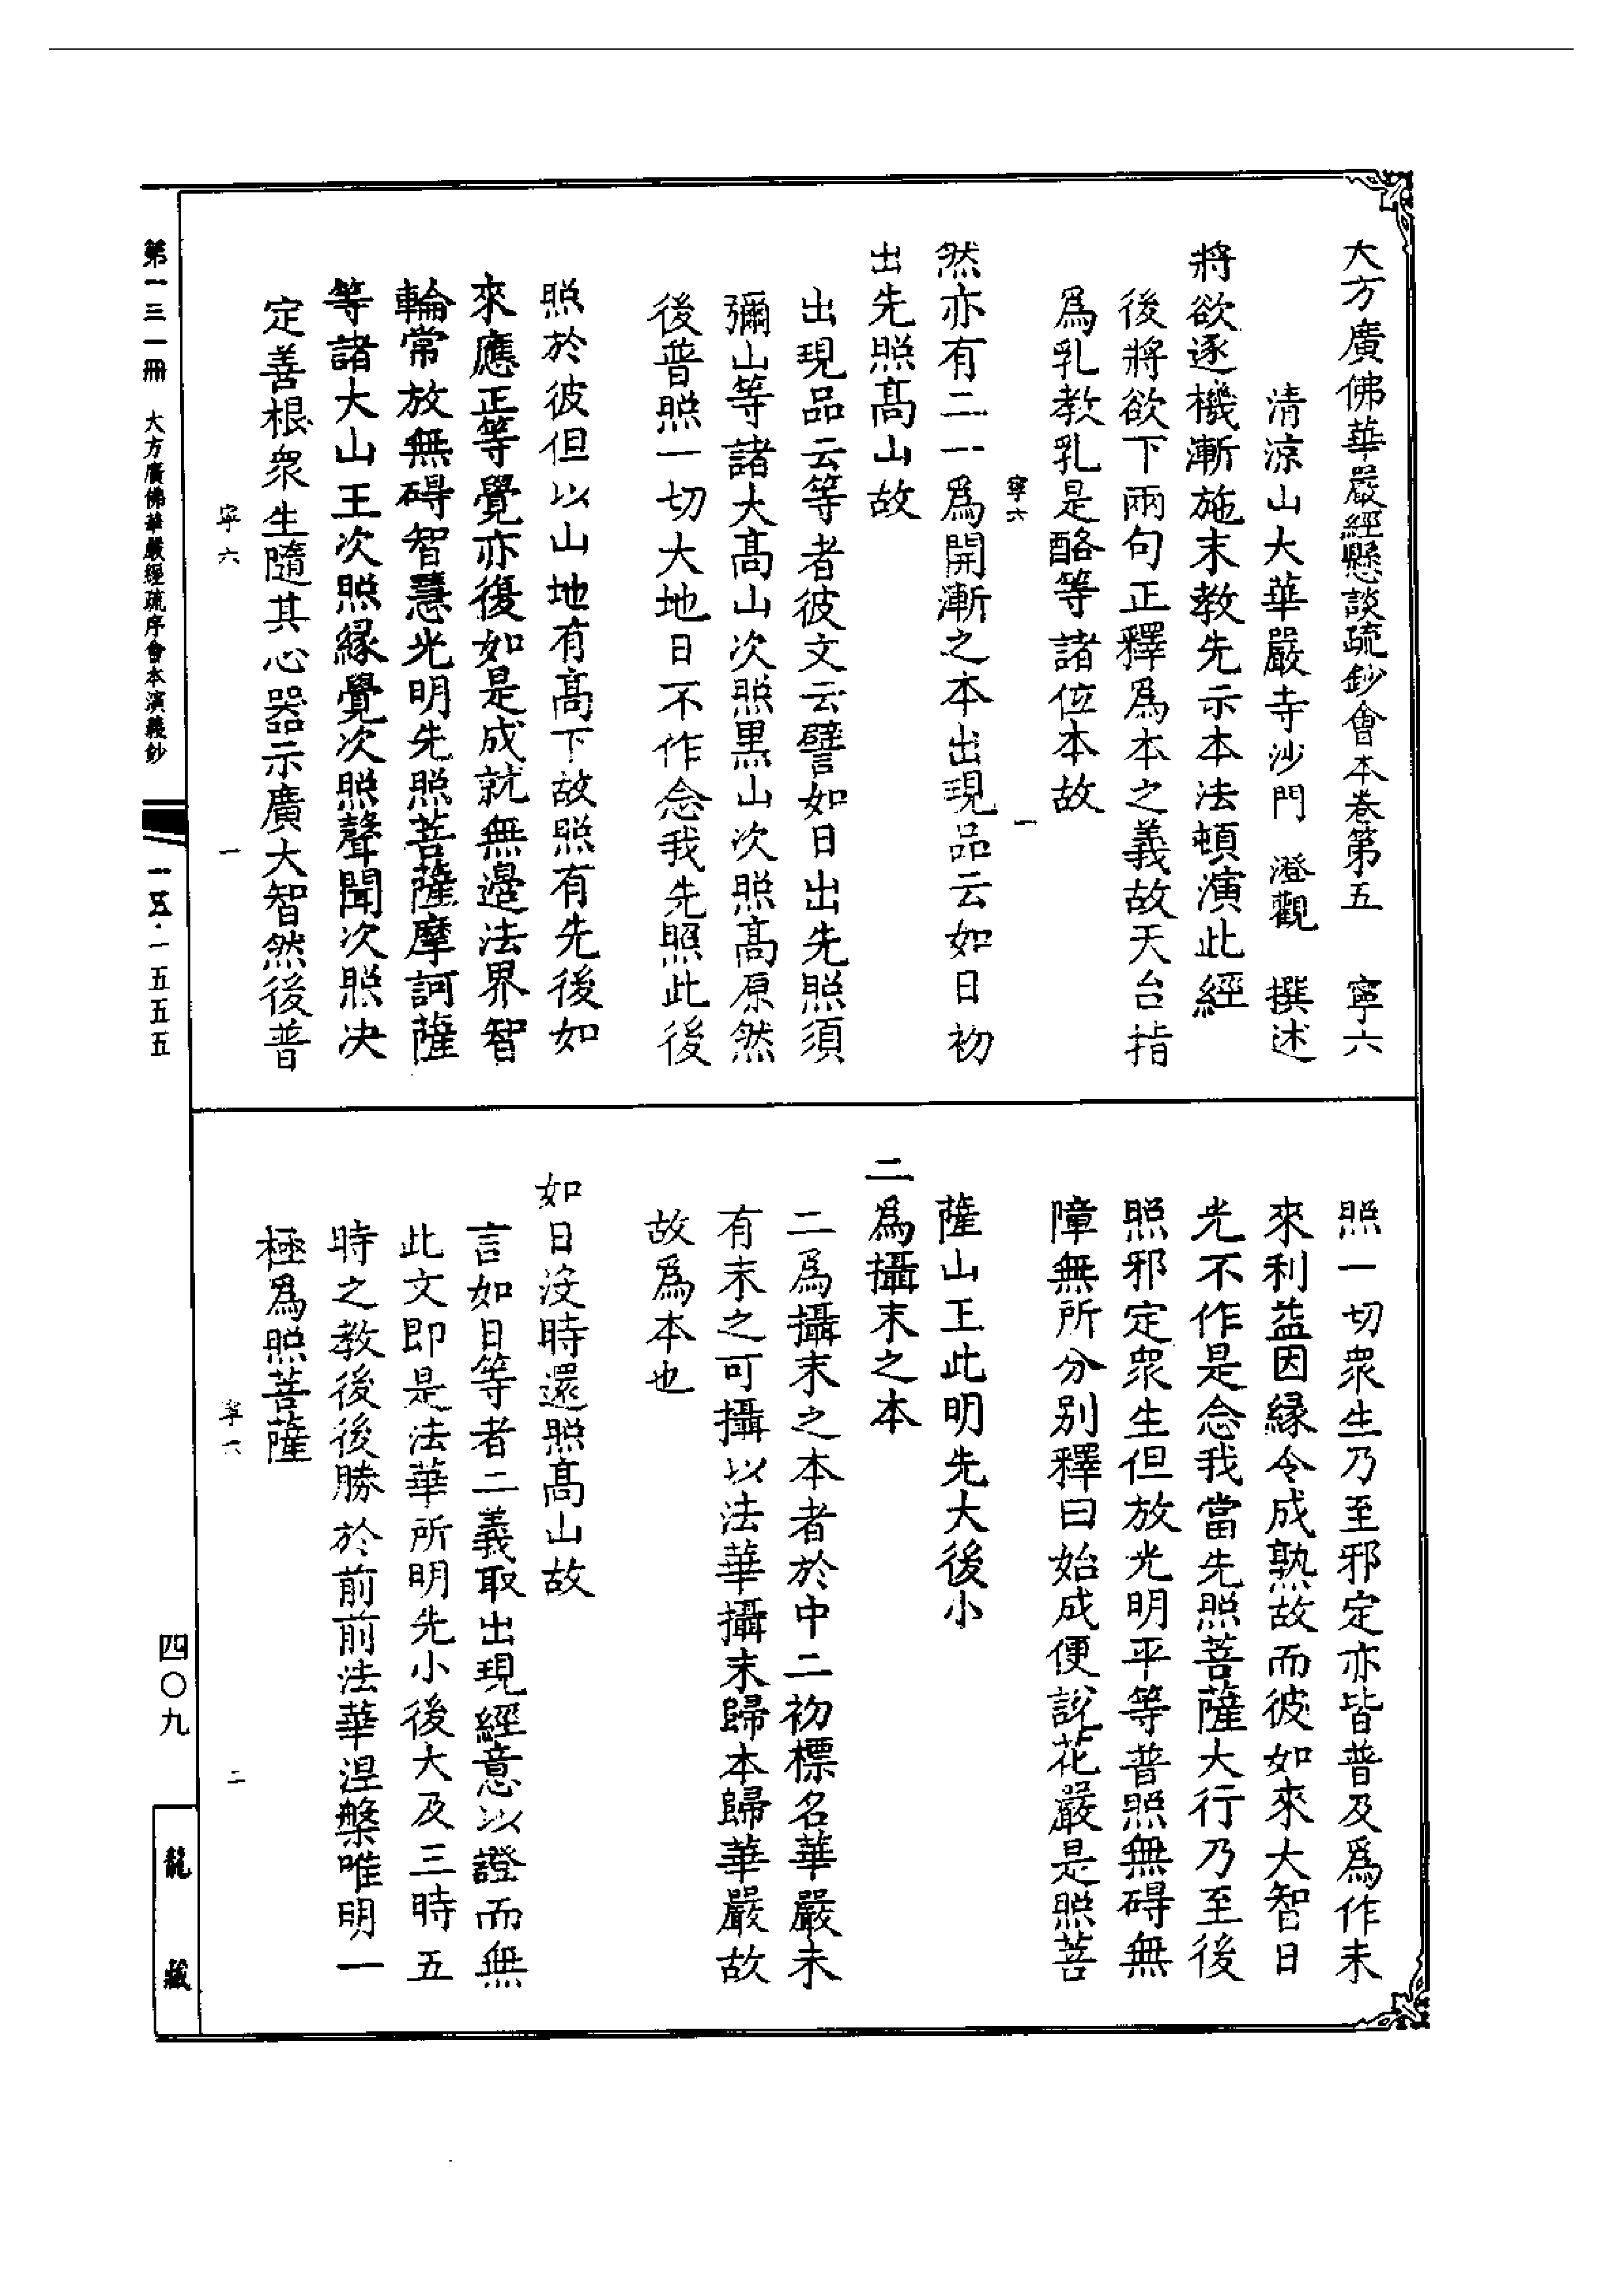 大方廣佛華嚴經懸談疏鈔會本卷第五　寧六
清涼山大華嚴寺沙門　澄觀　撰述
將欲逐機漸施末教先示本法頓演此經
後將欲下兩句正釋爲本之義故天台指
爲乳教乳是酪等諸位本故
寧六　一
然亦有二一爲開漸之本出現品云如日初
出先照髙山故
出現品云等者彼文云譬如日出先照須
彌山等諸大髙山次照黒山次照髙原然
後普照一切大地日不作念我先照此後
照於彼但以山地有髙下故照有先後如
來應正等覺亦復如是成就無邊法界智
輪常放無碍智慧光明先照菩薩摩訶薩
等諸大山王次照縁覺次照聲聞次照决
定善根衆生隨其心器示廣大智然後普
寧六　一
照一切衆生乃至邪定亦皆普及爲作未
來利益因縁令成熟故而彼如來大智日
光不作是念我當先照菩薩大行乃至後
照邪定衆生但放光明平等普照無碍無
障無所分别釋曰始成便説花嚴是照菩
薩山王此明先大後小
二爲攝末之本
二爲攝末之本者於中二初標名華嚴未
有末之可攝以法華攝末歸本歸華嚴故
故爲本也
如日没時還照髙山故
言如日等者二義取出現經意以證而無
此文即是法華所明先小後大及三時五
時之教後後勝於前前法華涅槃唯明一
極爲照菩薩
寧六　二
第一三一冊　大方廣佛華嚴經疏序會本演義鈔
一五五・一五五五
四〇九
龍藏